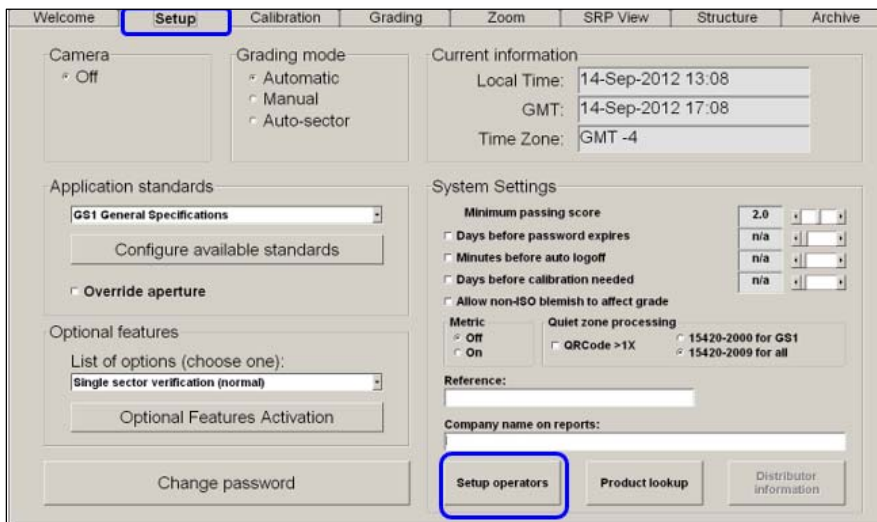 Welcome Setup Calibration Grading Zoom SRP View Structure Archive
Camera
Off
Grading mode
Automatic
Manual
Auto-sector
Current information
Local Time: 14-Sep-2012 13:08
GMT: 14-Sep-2012 17:08
Time Zone: GMT -4
Application standards
GS1 General Specifications
Configure available standards
Override aperture
Optional features
List of options (choose one):
Single sector verification (normal)
Optional Features Activation
Change password
System Settings
Minimum passing score 2.0
Days before password expires n/a
Minutes before auto logoff n/a
Days before calibration needed n/a
Allow non-ISO blemish to affect grade
Metric
Off
On
Quiet zone processing
QRCode >1X
15420-2000 for GS1
15420-2009 for all
Reference:
Company name on reports:
Setup operators
Product lookup
Distributor
information